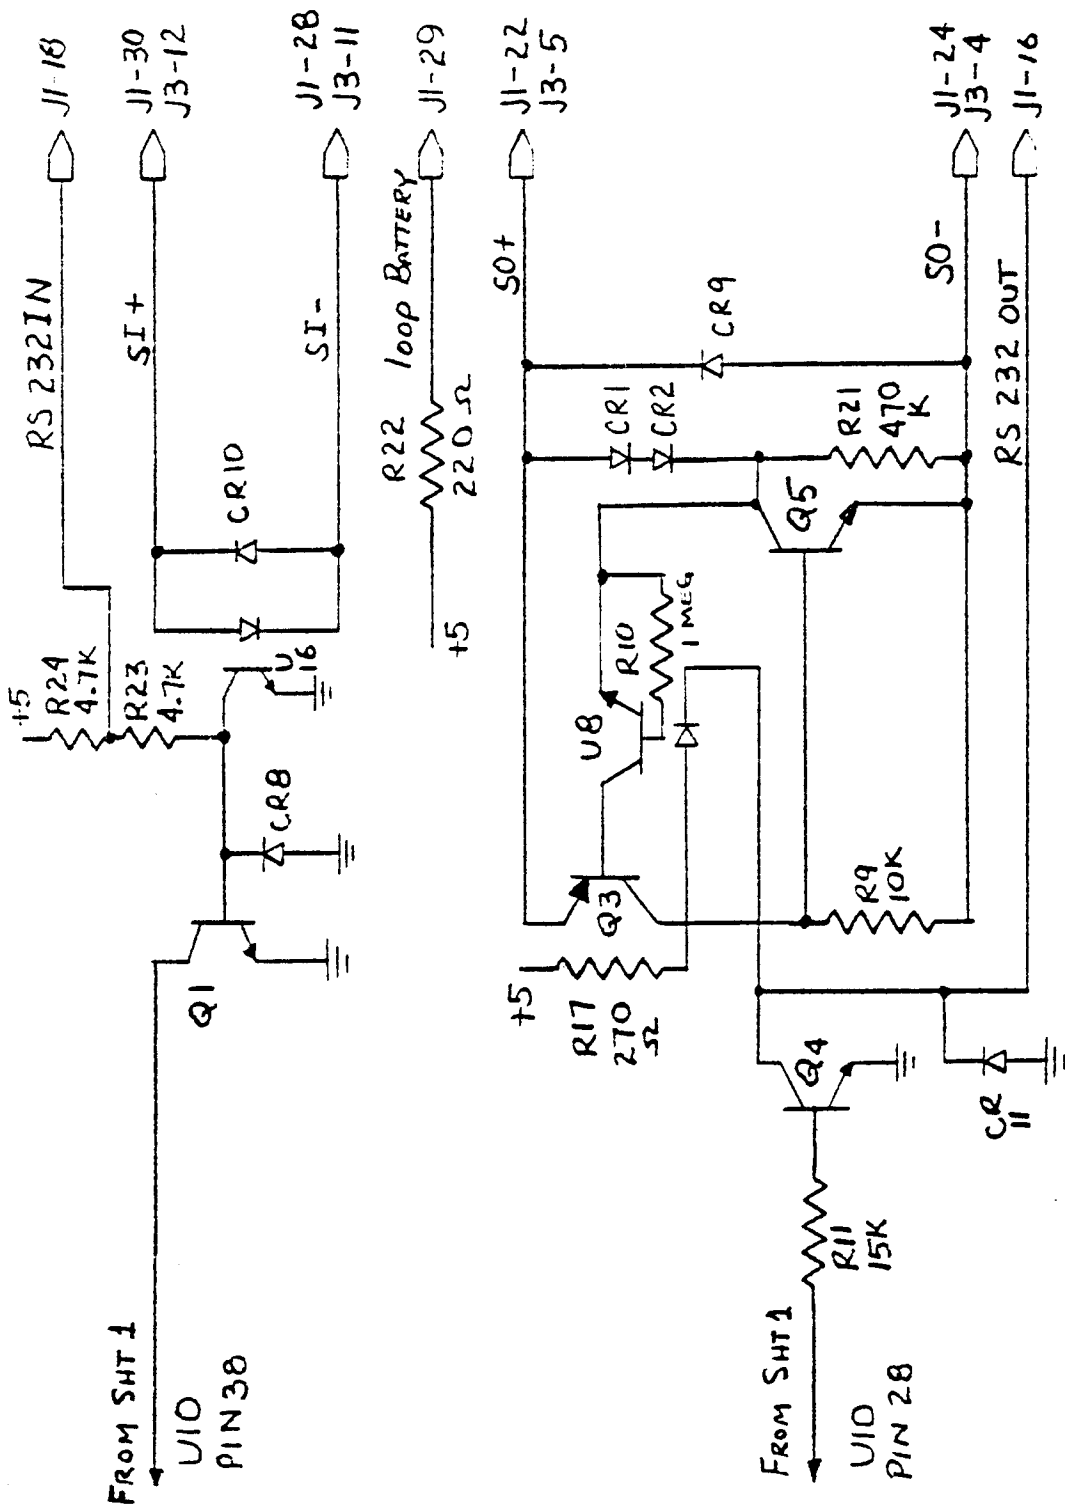 J1-18
RS 232IN
J1-30
J3-12
SI+
SI-
J1-28
J3-11
CR10
+5
R24
4.7K
R23
4.7K
U
16
CR8
Q1
FROM SHT 1
U10
PIN 38
loop BATTERY
J1-29
R22
220 Ω
+5
SO+
J1-22
J3-5
CR9
CR1
CR2
R21
470
K
SO-
J1-24
J3-4
RS 232 OUT
J1-16
Q5
R10
1 MEG
U8
Q3
R9
10K
+5
R17
270
Ω
Q4
CR
11
R11
15K
FROM SHT 1
U10
PIN 28